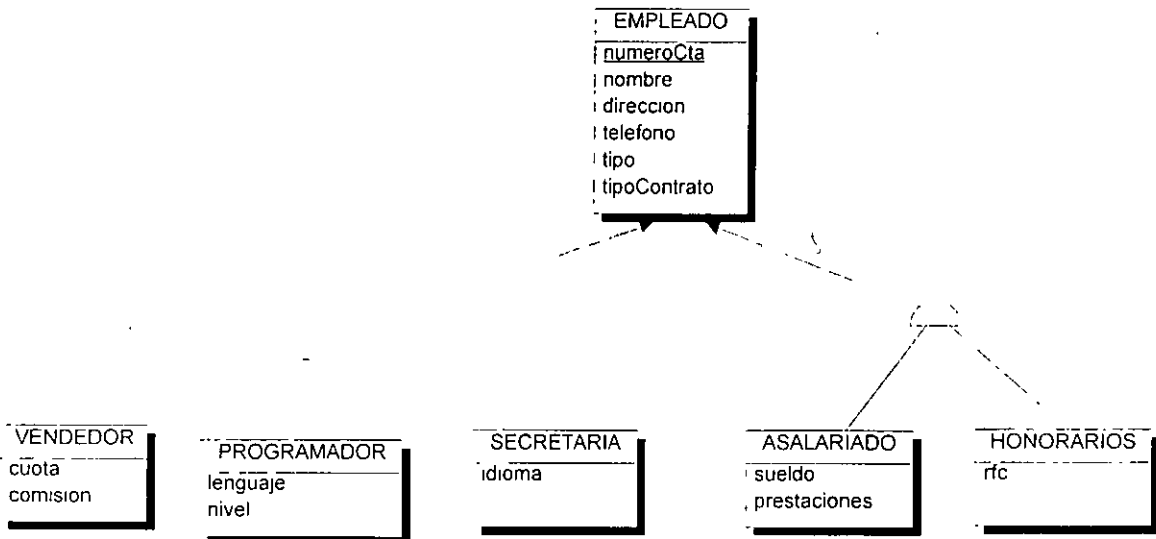 EMPLEADO
numeroCta
nombre
direccion
telefono
tipo
tipoContrato
VENDEDOR
cuota
comision
PROGRAMADOR
lenguaje
nivel
SECRETARIA
idioma
ASALARIADO
sueldo
prestaciones
HONORARIOS
rfc